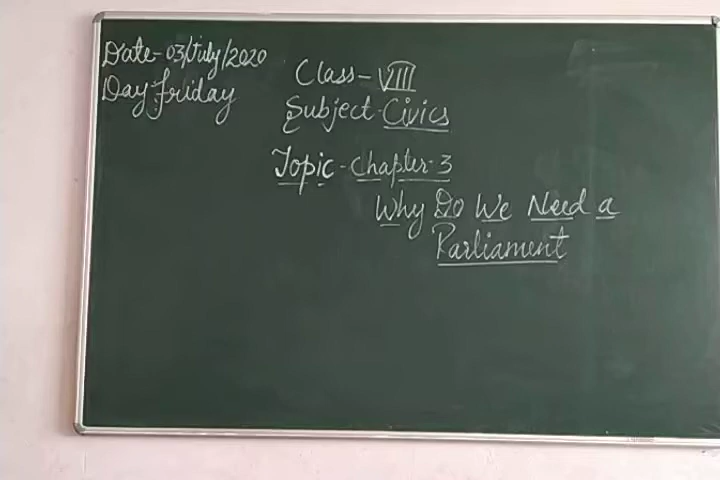 Date-03/July/2020
Day-friday
Class-VIII
Subject-Civics
Topic-Chapter-3
Why Do We Need a
Parliament